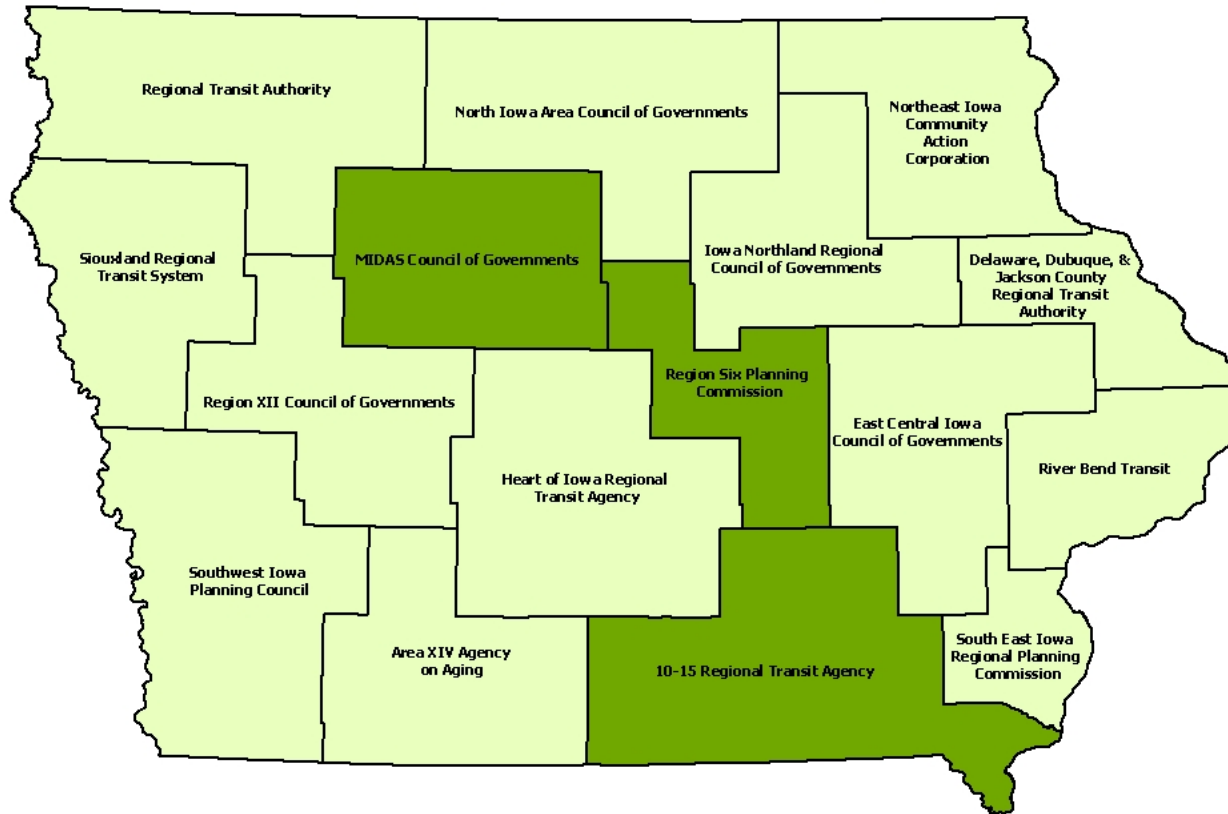 Regional Transit Authority
North Iowa Area Council of Governments
Northeast Iowa
Community
Action
Corporation
Siouxland Regional
Transit System
MIDAS Council of Governments
Iowa Northland Regional
Council of Governments
Delaware, Dubuque, &
Jackson County
Regional Transit
Authority
Region XII Council of Governments
Region Six Planning
Commission
East Central Iowa
Council of Governments
River Bend Transit
Heart of Iowa Regional
Transit Agency
Southwest Iowa
Planning Council
Area XIV Agency
on Aging
10-15 Regional Transit Agency
South East Iowa
Regional Planning
Commission